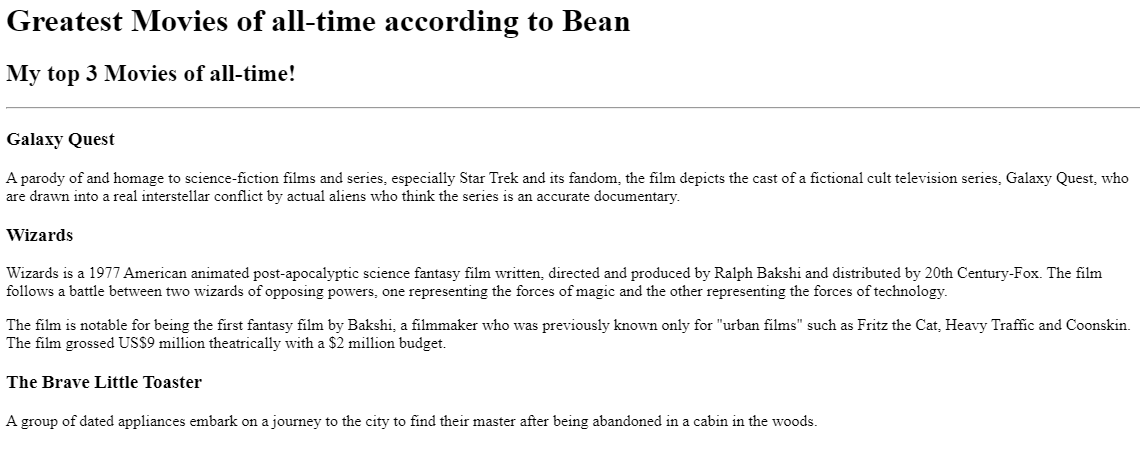 Greatest Movies of all-time according to Bean
My top 3 Movies of all-time!
Galaxy Quest
A parody of and homage to science-fiction films and series, especially Star Trek and its fandom, the film depicts the cast of a fictional cult television series, Galaxy Quest, who
are drawn into a real interstellar conflict by actual aliens who think the series is an accurate documentary.
Wizards
Wizards is a 1977 American animated post-apocalyptic science fantasy film written, directed and produced by Ralph Bakshi and distributed by 20th Century-Fox. The film
follows a battle between two wizards of opposing powers, one representing the forces of magic and the other representing the forces of technology.
The film is notable for being the first fantasy film by Bakshi, a filmmaker who was previously known only for "urban films" such as Fritz the Cat, Heavy Traffic and Coonskin.
The film grossed US$9 million theatrically with a $2 million budget.
The Brave Little Toaster
A group of dated appliances embark on a journey to the city to find their master after being abandoned in a cabin in the woods.